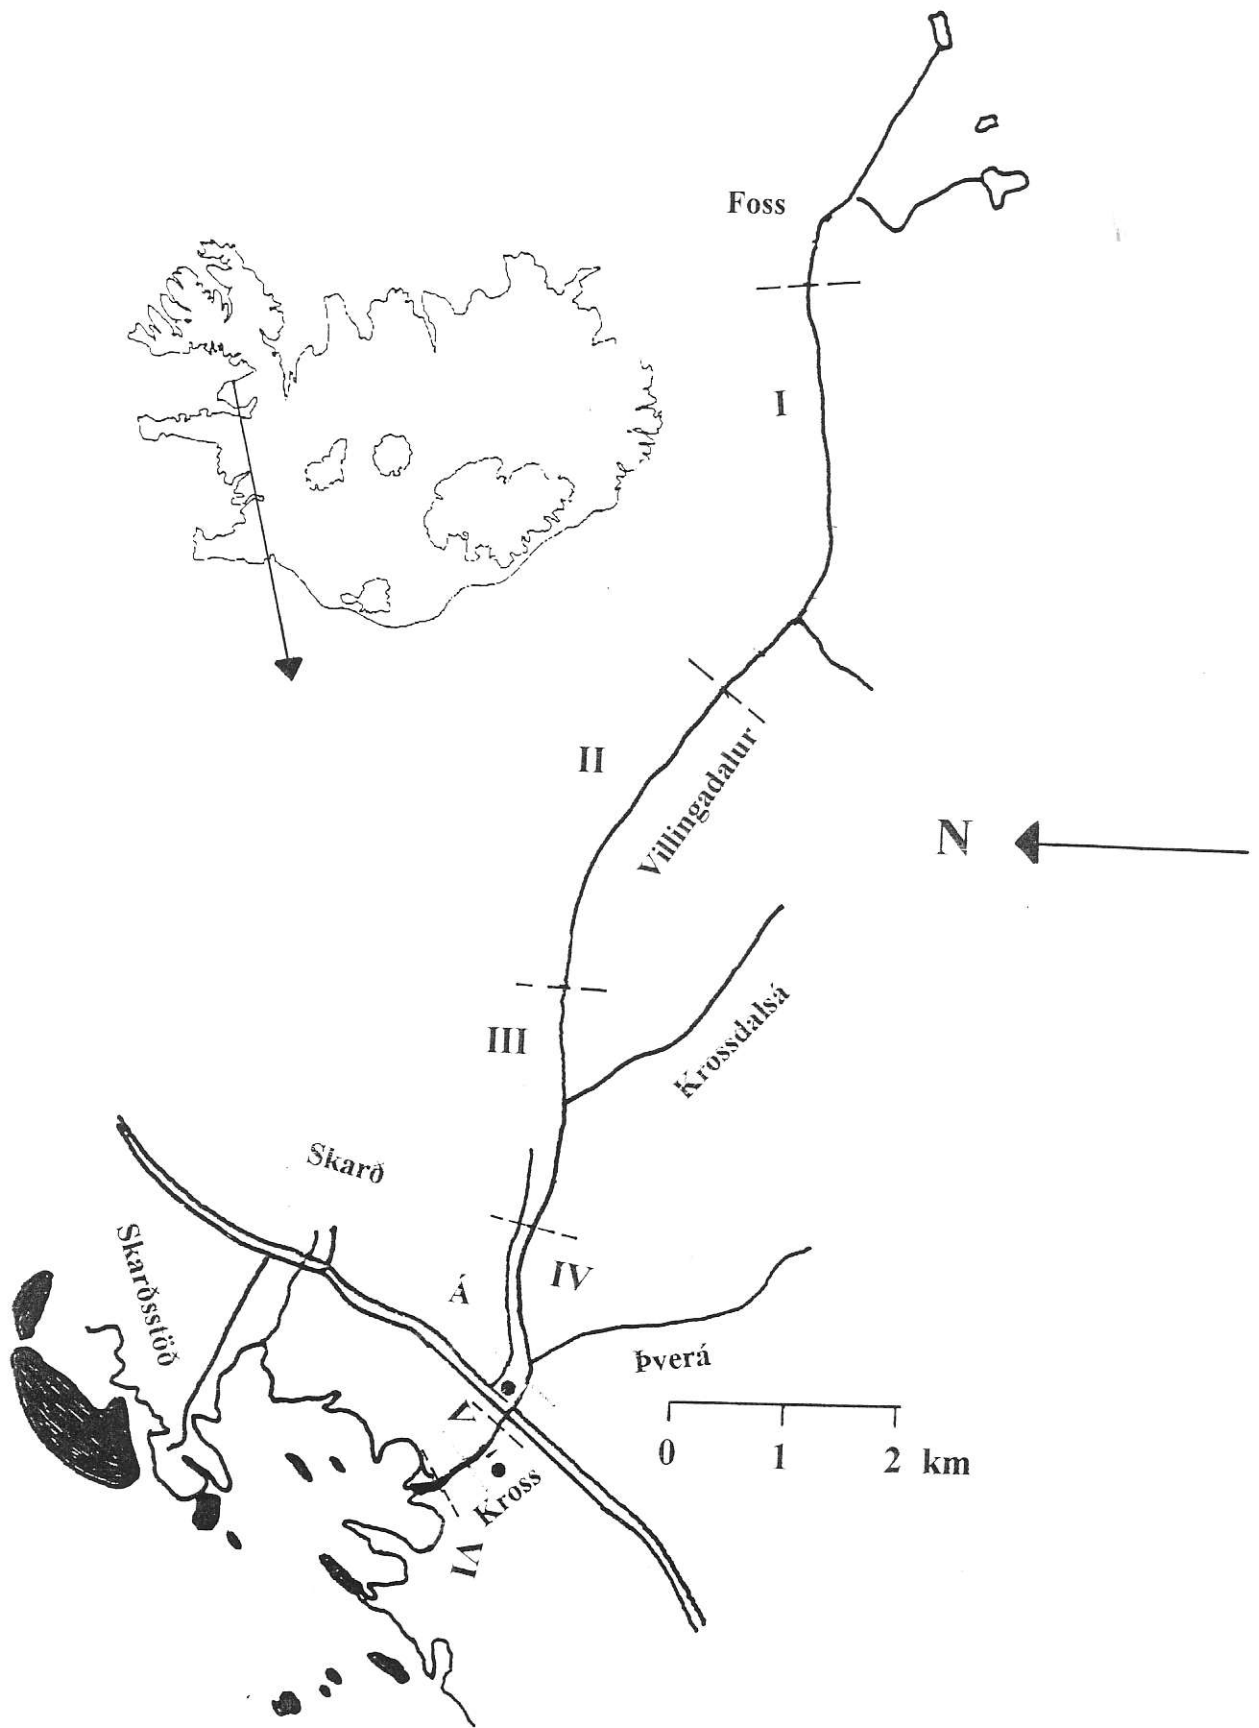 Foss
I
II
Villingadalur
N
Krossdalsá
III
Skarð
Skarðsstöð
Á
IV
Þverá
V
0 1 2 km
Kross
VI